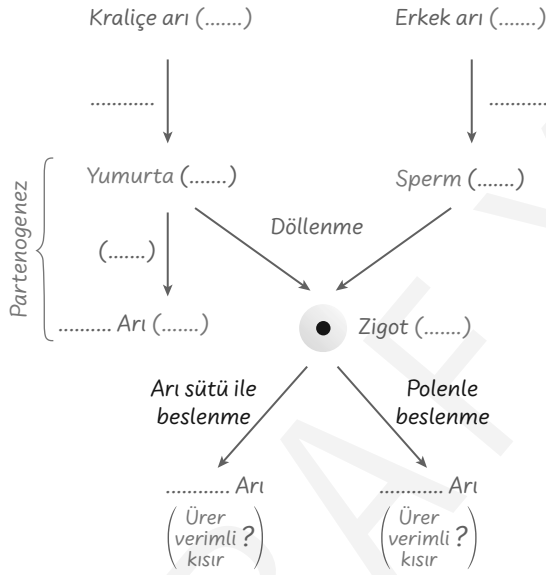 Kraliçe arı (.......)
Erkek arı (.......)
...........
..........
Partenogenez
Yumurta (.......)
Sperm (.......)
Döllenme
(.......)
.......... Arı (.......)
Zigot (.......)
Arı sütü ile
beslenme
Polenle
beslenme
............ Arı
(Ürer
verimli ?
kısır)
............ Arı
(Ürer
verimli ?
kısır)